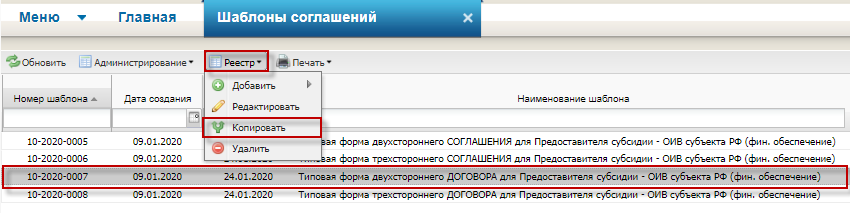 Меню ▼ Главная Шаблоны соглашений ×
Обновить Администрирование Реестр Печать
Добавить
Номер шаблона Дата создания Редактировать Наименование шаблона
Копировать
10-2020-0005 09.01.2020 Типовая форма двухстороннего СОГЛАШЕНИЯ для Предоставителя субсидии - ОИВ субъекта РФ (фин. обеспечение)
Удалить
10-2020-0006 09.01.2020 24.01.2020 Типовая форма трехстороннего СОГЛАШЕНИЯ для Предоставителя субсидии - ОИВ субъекта РФ (фин. обеспечение)
10-2020-0007 09.01.2020 24.01.2020 Типовая форма двухстороннего ДОГОВОРА для Предоставителя субсидии - ОИВ субъекта РФ (фин. обеспечение)
10-2020-0008 09.01.2020 24.01.2020 Типовая форма трехстороннего ДОГОВОРА для Предоставителя субсидии - ОИВ субъекта РФ (фин. обеспечение)